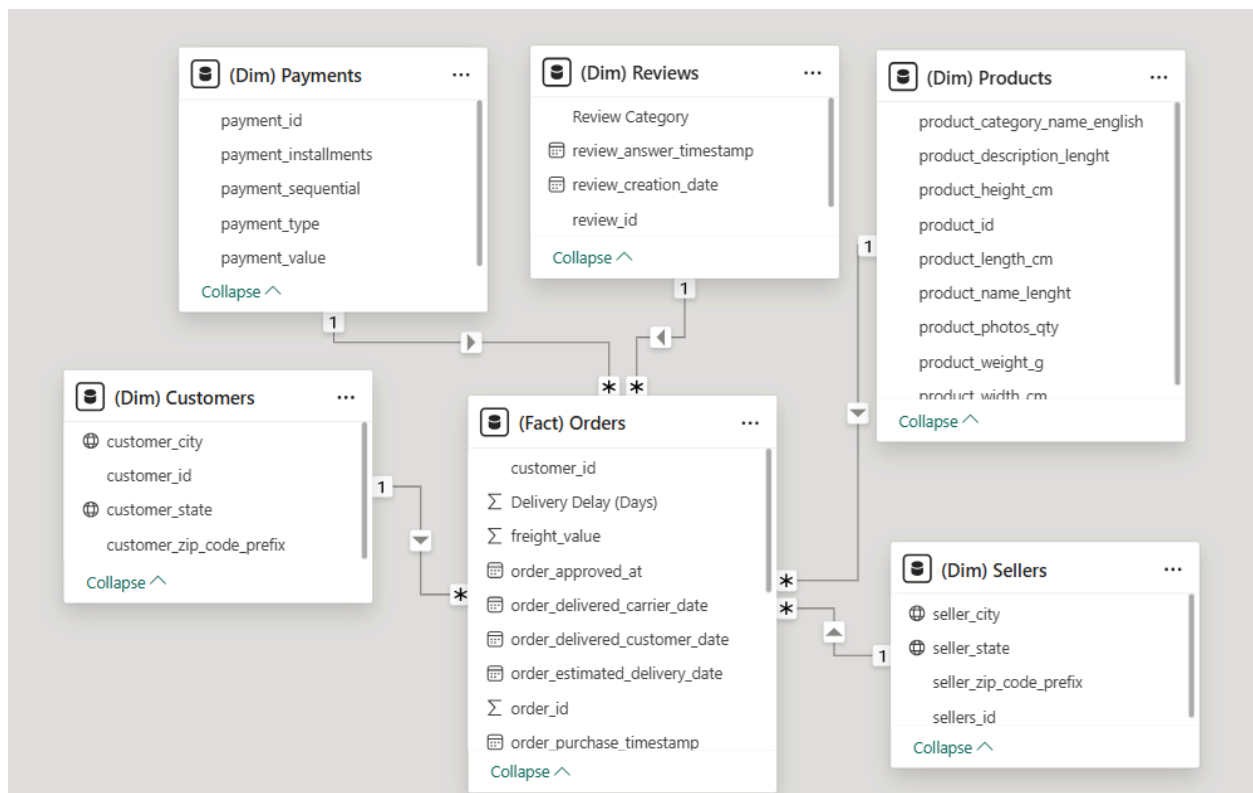 (Dim) Payments ...
payment_id
payment_installments
payment_sequential
payment_type
payment_value
Collapse
(Dim) Reviews ...
Review Category
review_answer_timestamp
review_creation_date
review_id
Collapse
(Dim) Products ...
product_category_name_english
product_description_lenght
product_height_cm
product_id
product_length_cm
product_name_lenght
product_photos_qty
product_weight_g
product_width_cm
Collapse
1
1
1
*
*
(Dim) Customers ...
customer_city
customer_id
customer_state
customer_zip_code_prefix
Collapse
1
*
(Fact) Orders ...
customer_id
Σ Delivery Delay (Days)
Σ freight_value
order_approved_at
order_delivered_carrier_date
order_delivered_customer_date
order_estimated_delivery_date
Σ order_id
order_purchase_timestamp
Collapse
*
*
1
(Dim) Sellers ...
seller_city
seller_state
seller_zip_code_prefix
sellers_id
Collapse